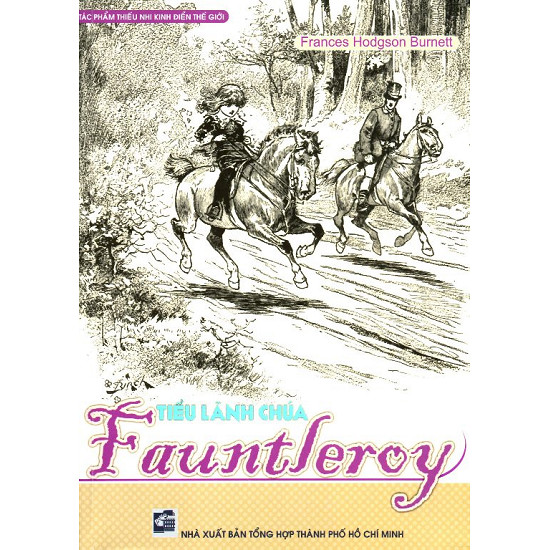 TÁC PHẨM THIẾU NHI KINH ĐIỂN THẾ GIỚI
Frances Hodgson Burnett
TIỂU LÃNH CHÚA
Fauntleroy
NHÀ XUẤT BẢN TỔNG HỢP THÀNH PHỐ HỒ CHÍ MINH